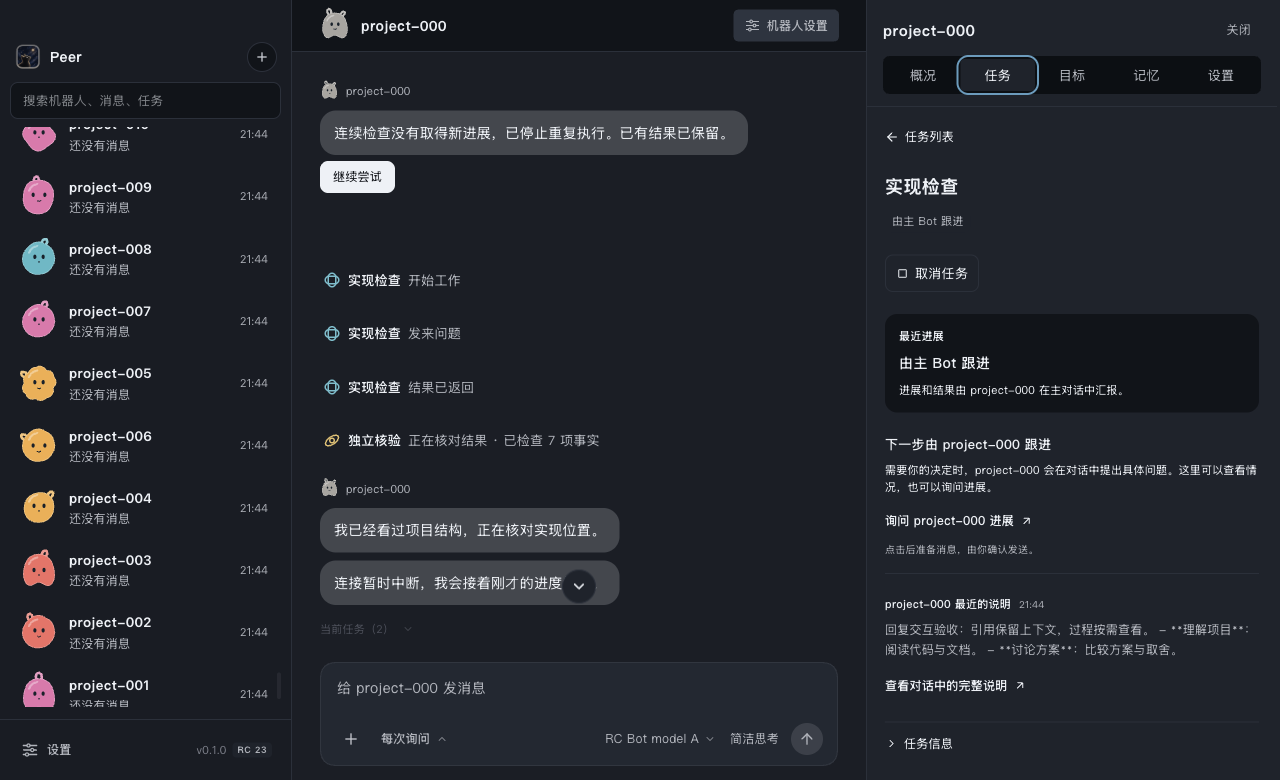 Peer
搜索机器人、消息、任务
21:44
还没有消息
project-009
21:44
还没有消息
project-008
21:44
还没有消息
project-007
21:44
还没有消息
project-005
21:44
还没有消息
project-006
21:44
还没有消息
project-004
21:44
还没有消息
project-003
21:44
还没有消息
project-002
21:44
还没有消息
project-001
21:44
还没有消息
设置
v0.1.0
RC 23
project-000
机器人设置
project-000
连续检查没有取得新进展，已停止重复执行。已有结果已保留。
继续尝试
实现检查 开始工作
实现检查 发来问题
实现检查 结果已返回
独立核验 正在核对结果 · 已检查 7 项事实
project-000
我已经看过项目结构，正在核对实现位置。
连接暂时中断，我会接着刚才的进度
当前任务（2）
给 project-000 发消息
每次询问
RC Bot model A
简洁思考
project-000
关闭
概况
任务
目标
记忆
设置
任务列表
实现检查
由主 Bot 跟进
取消任务
最近进展
由主 Bot 跟进
进展和结果由 project-000 在主对话中汇报。
下一步由 project-000 跟进
需要你的决定时，project-000 会在对话中提出具体问题。这里可以查看情
况，也可以询问进展。
询问 project-000 进展
点击后准备消息，由你确认发送。
project-000 最近的说明 21:44
回复交互验收：引用保留上下文，过程按需查看。 – **理解项目**：
阅读代码与文档。 – **讨论方案**：比较方案与取舍。
查看对话中的完整说明
任务信息